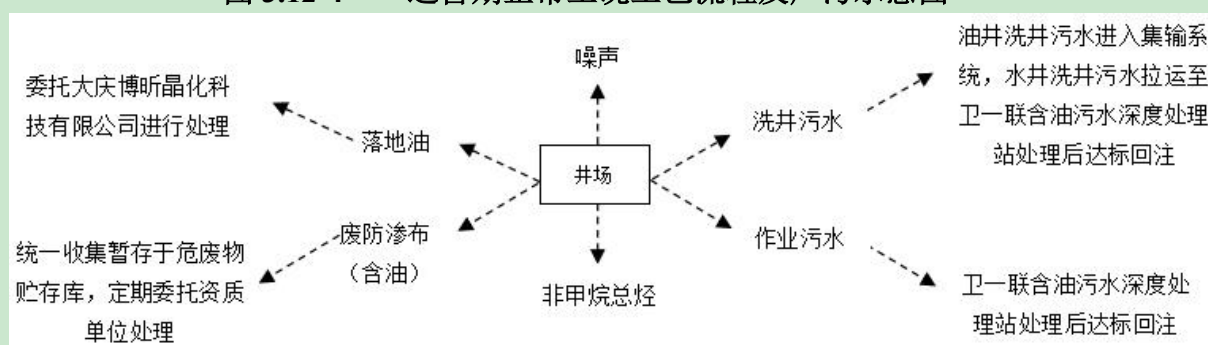 噪声
油井洗井污水进入集输系
统，水井洗井污水拉运至
卫一联含油污水深度处理
站处理后达标回注
委托大庆博昕晶化科
技有限公司进行处理
洗井污水
落地油
井场
废防渗布
（含油）
作业污水
统一收集暂存于危废物
贮存库，定期委托资质
单位处理
非甲烷总烃
卫一联含油污水深度处
理站处理后达标回注